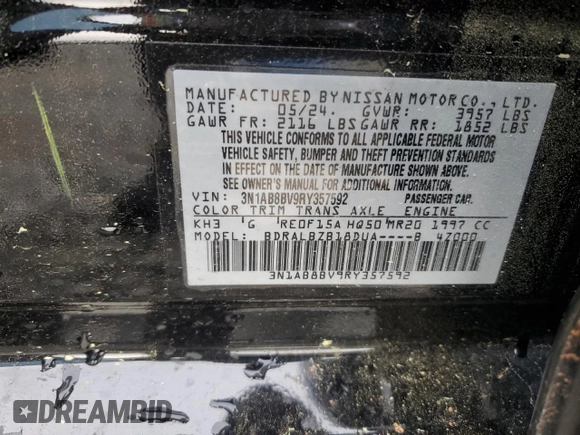 MANUFACTURED BY NISSAN MOTOR CO., LTD.
DATE: 05/24. GVWR: 3957 LBS
GAWR FR: 2116 LBS GAWR RR: 1852 LBS
THIS VEHICLE CONFORMS TO ALL APPLICABLE FEDERAL MOTOR
VEHICLE SAFETY, BUMPER AND THEFT PREVENTION STANDARDS
IN EFFECT ON THE DATE OF MANUFACTURE SHOWN ABOVE.
SEE OWNER'S MANUAL FOR ADDITIONAL INFORMATION.
VIN: 3N1AB8BV9RY357592 PASSENGER CAR.
COLOR TRIM TRANS AXLE ENGINE
KH3 G RE0F15A HQ50 MR20 1997 CC
MODEL: BDRALBZB18DUA----B 47000
3N1AB8BV9RY357592
DREAMBID